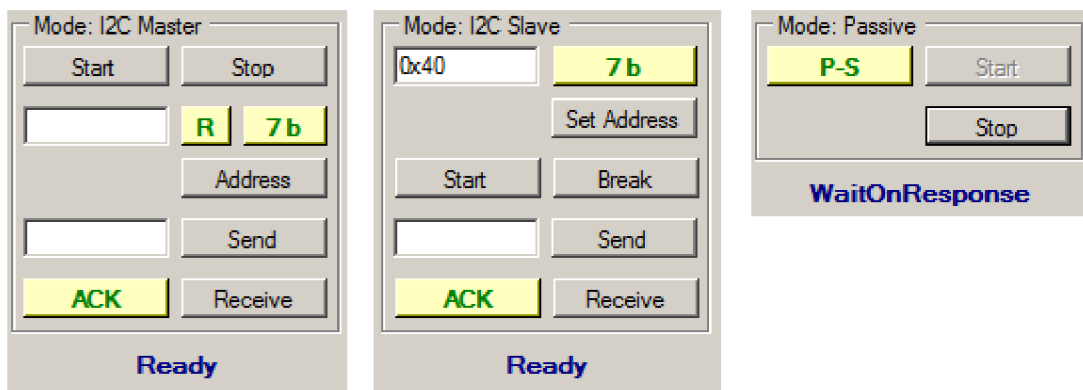 Mode: I2C Master
Start Stop
R 7 b
Address
Send
ACK Receive
Ready
Mode: I2C Slave
0x40 7 b
Set Address
Start Break
Send
ACK Receive
Ready
Mode: Passive
P-S Start
Stop
WaitOnResponse